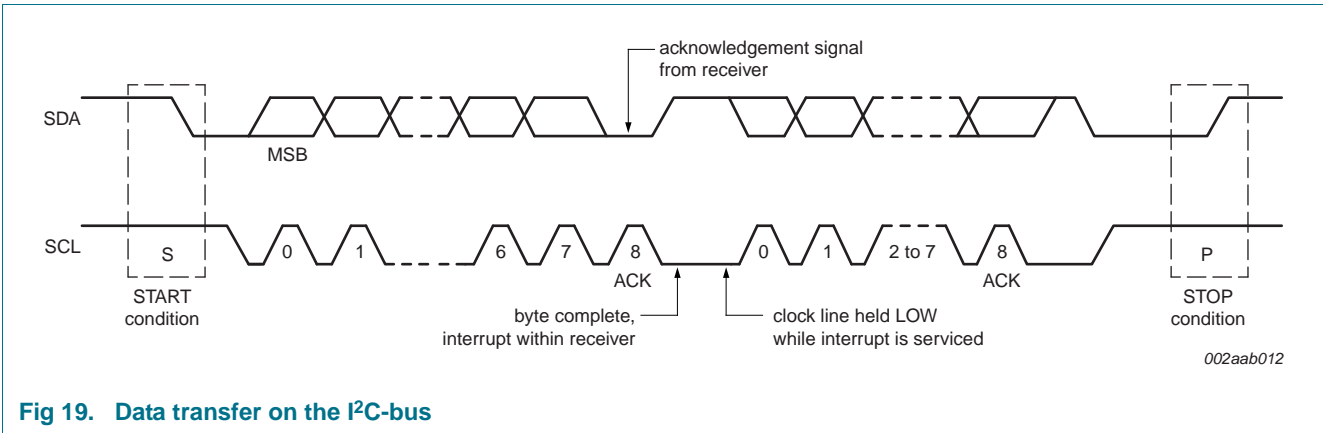 acknowledgement signal
from receiver
SDA
MSB
SCL
S
0
1
6
7
8
0
1
2 to 7
8
P
ACK
ACK
START
condition
byte complete,
interrupt within receiver
clock line held LOW
while interrupt is serviced
STOP
condition
002aab012
Fig 19. Data transfer on the I²C-bus